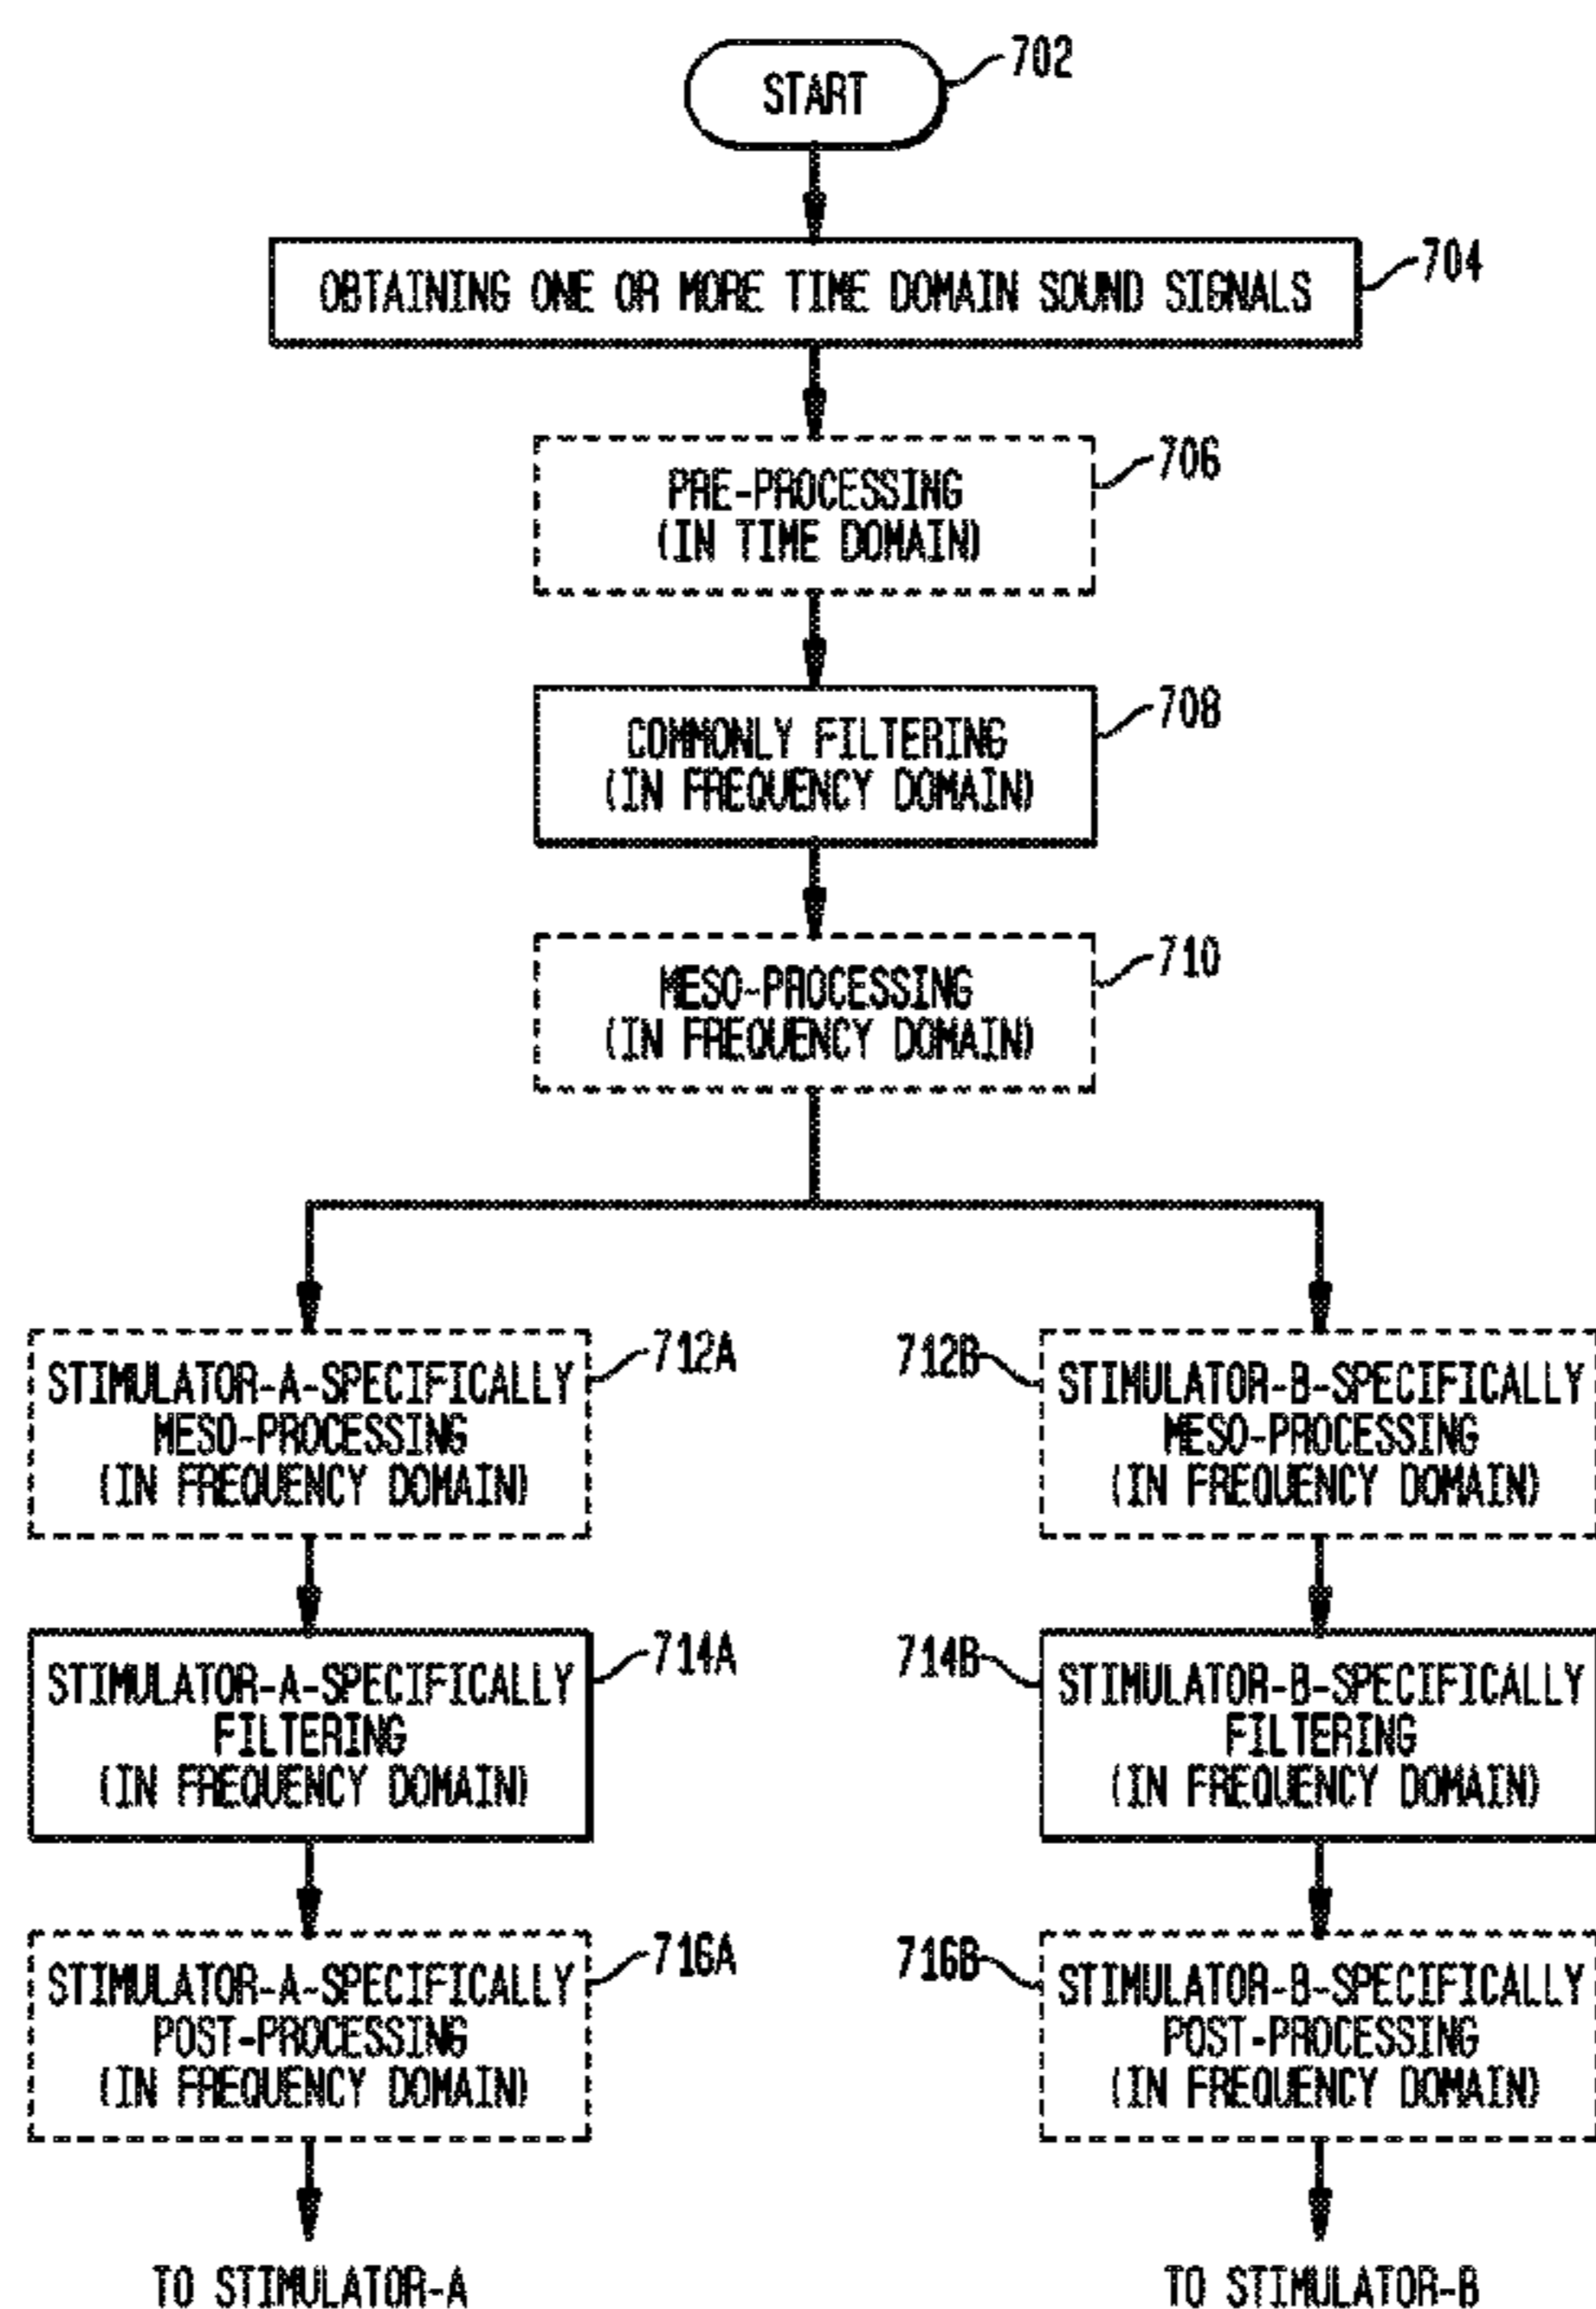 START
702
OBTAINING ONE OR MORE TIME DOMAIN SOUND SIGNALS
704
PRE-PROCESSING
(IN TIME DOMAIN)
706
COMMONLY FILTERING
(IN FREQUENCY DOMAIN)
708
MESO-PROCESSING
(IN FREQUENCY DOMAIN)
710
STIMULATOR-A-SPECIFICALLY
MESO-PROCESSING
(IN FREQUENCY DOMAIN)
712A
712B
STIMULATOR-B-SPECIFICALLY
MESO-PROCESSING
(IN FREQUENCY DOMAIN)
STIMULATOR-A-SPECIFICALLY
FILTERING
(IN FREQUENCY DOMAIN)
714A
714B
STIMULATOR-B-SPECIFICALLY
FILTERING
(IN FREQUENCY DOMAIN)
STIMULATOR-A-SPECIFICALLY
POST-PROCESSING
(IN FREQUENCY DOMAIN)
716A
716B
STIMULATOR-B-SPECIFICALLY
POST-PROCESSING
(IN FREQUENCY DOMAIN)
TO STIMULATOR-A
TO STIMULATOR-B